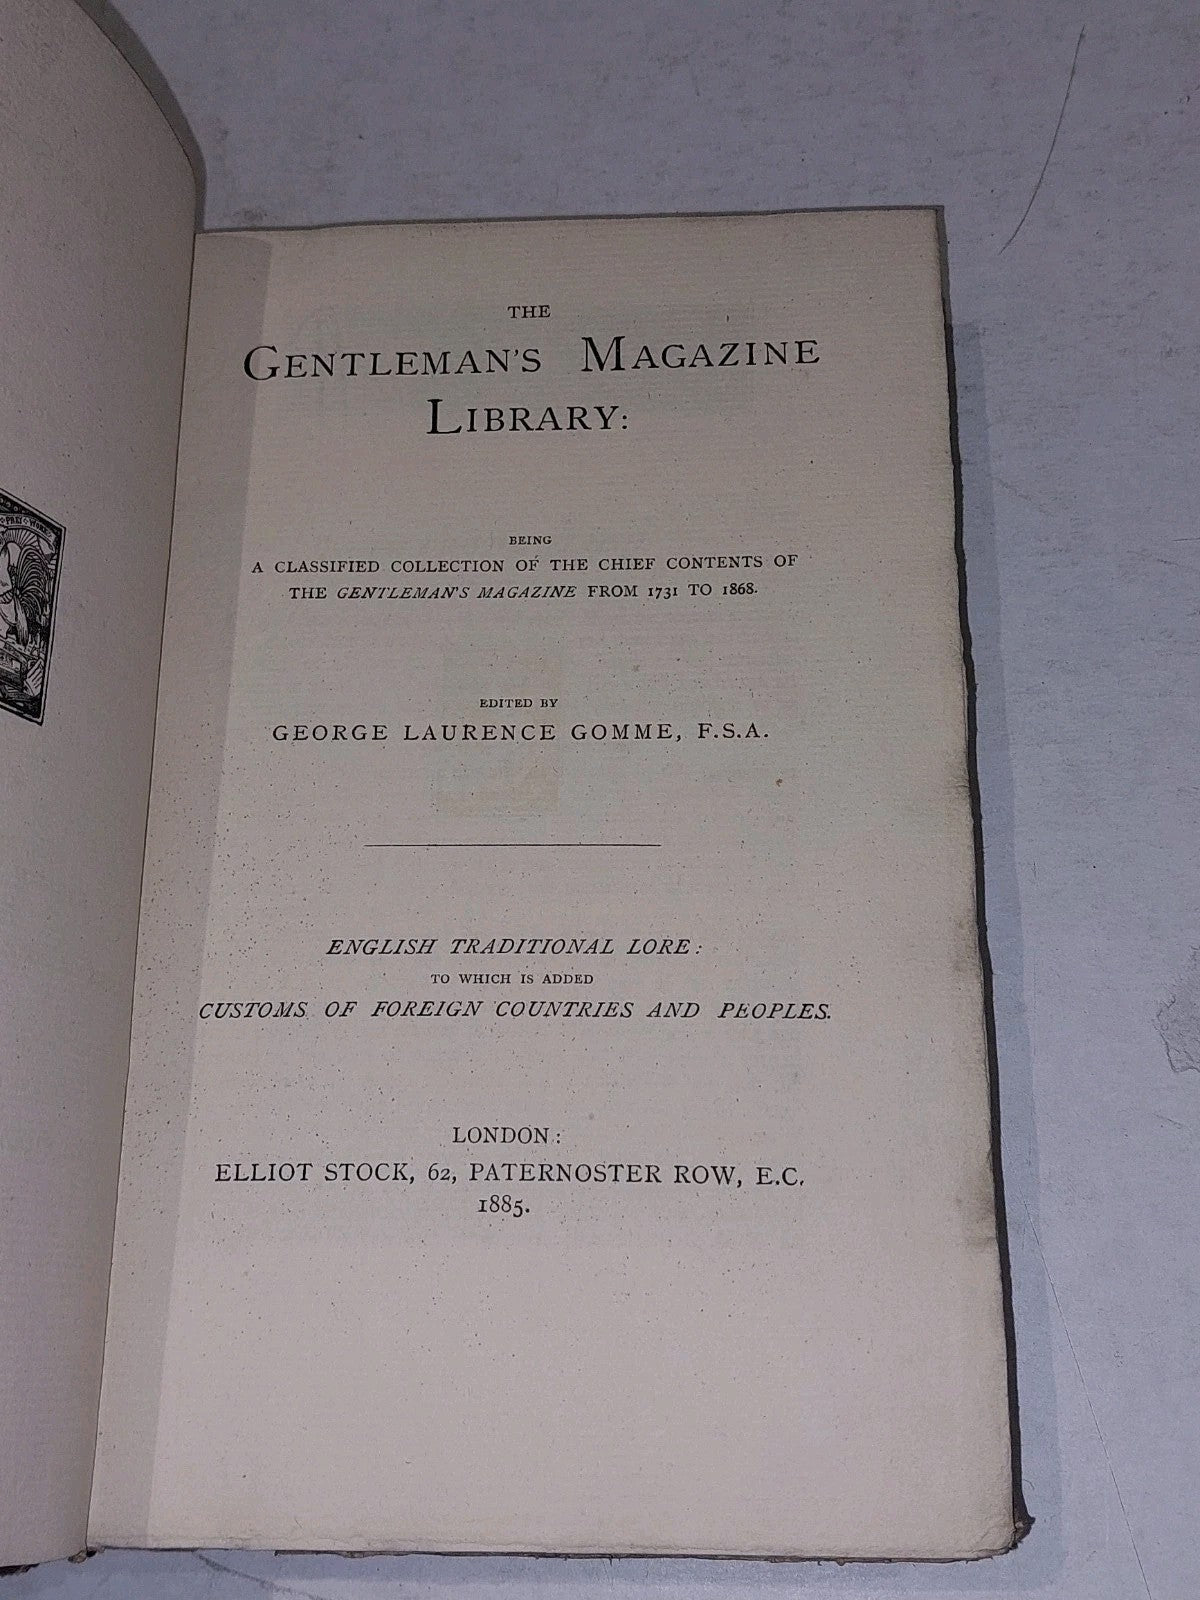 PRAY WORK
THE
GENTLEMAN'S MAGAZINE
LIBRARY:
BEING
A CLASSIFIED COLLECTION OF THE CHIEF CONTENTS OF
THE GENTLEMAN'S MAGAZINE FROM 1731 TO 1868.
EDITED BY
GEORGE LAURENCE GOMME, F.S.A.
ENGLISH TRADITIONAL LORE:
TO WHICH IS ADDED
CUSTOMS OF FOREIGN COUNTRIES AND PEOPLES.
LONDON:
ELLIOT STOCK, 62, PATERNOSTER ROW, E.C.
1885.